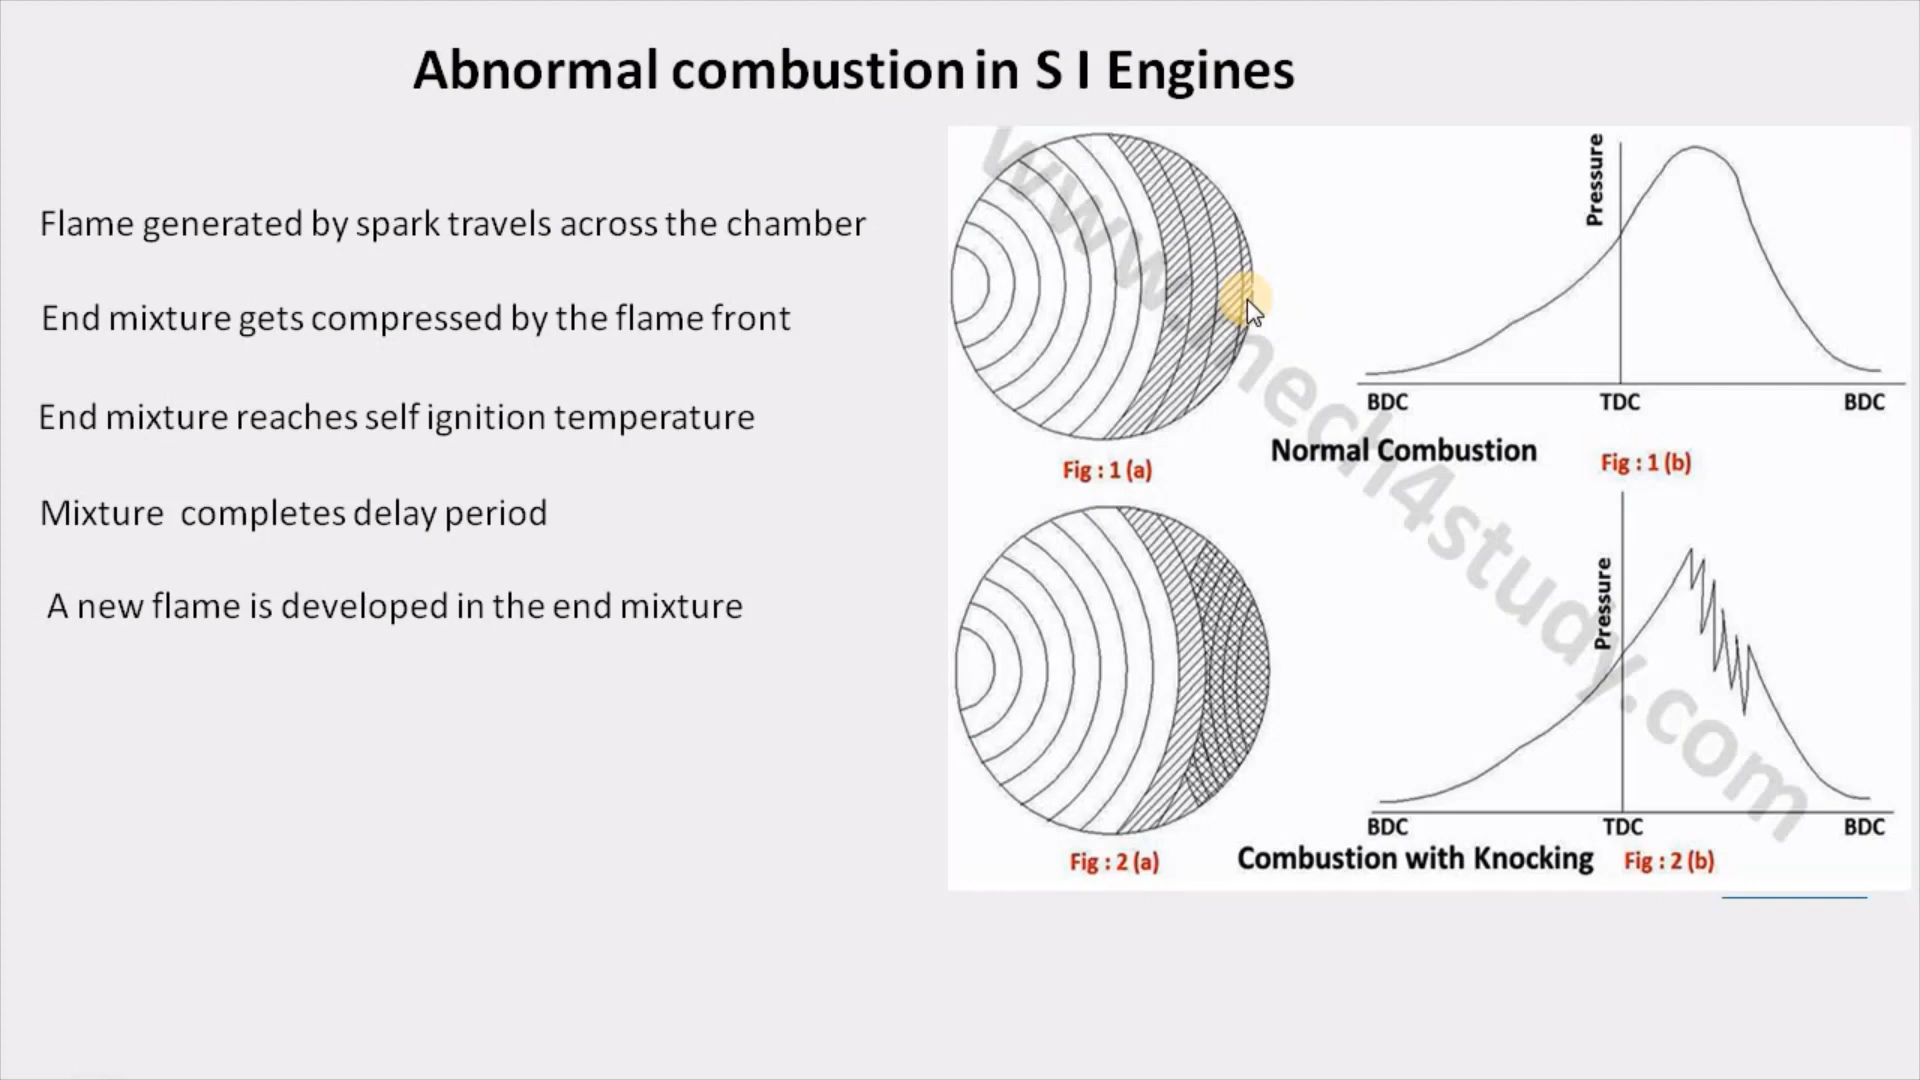 Abnormal combustion in S I Engines
Flame generated by spark travels across the chamber
End mixture gets compressed by the flame front
End mixture reaches self ignition temperature
Mixture completes delay period
A new flame is developed in the end mixture
www.mech4study.com
Pressure
BDC TDC BDC
Normal Combustion
Fig : 1 (a)
Fig : 1 (b)
Pressure
BDC TDC BDC
Combustion with Knocking
Fig : 2 (a)
Fig : 2 (b)